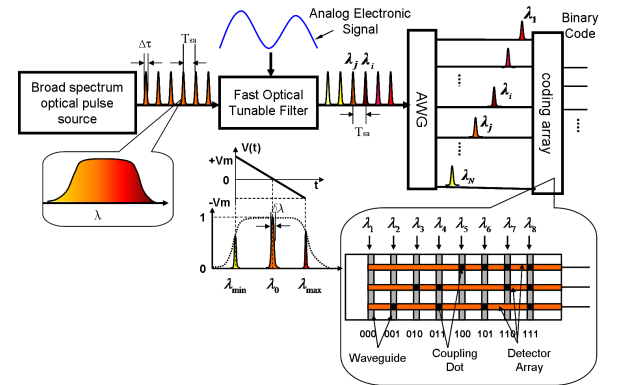 Analog Electronic
Signal
λ1
Binary
Code
Δτ
Tsa
λj λi
Broad spectrum
optical pulse
source
Fast Optical
Tunable Filter
Tsa
AWG
λi
λj
λN
coding array
λ
V(t)
+Vm
0
t
-Vm
δλ
1
0
λmin
λ0
λmax
λ1 λ2 λ3 λ4 λ5 λ6 λ7 λ8
000 001 010 011 100 101 110 111
Waveguide
Coupling
Dot
Detector
Array